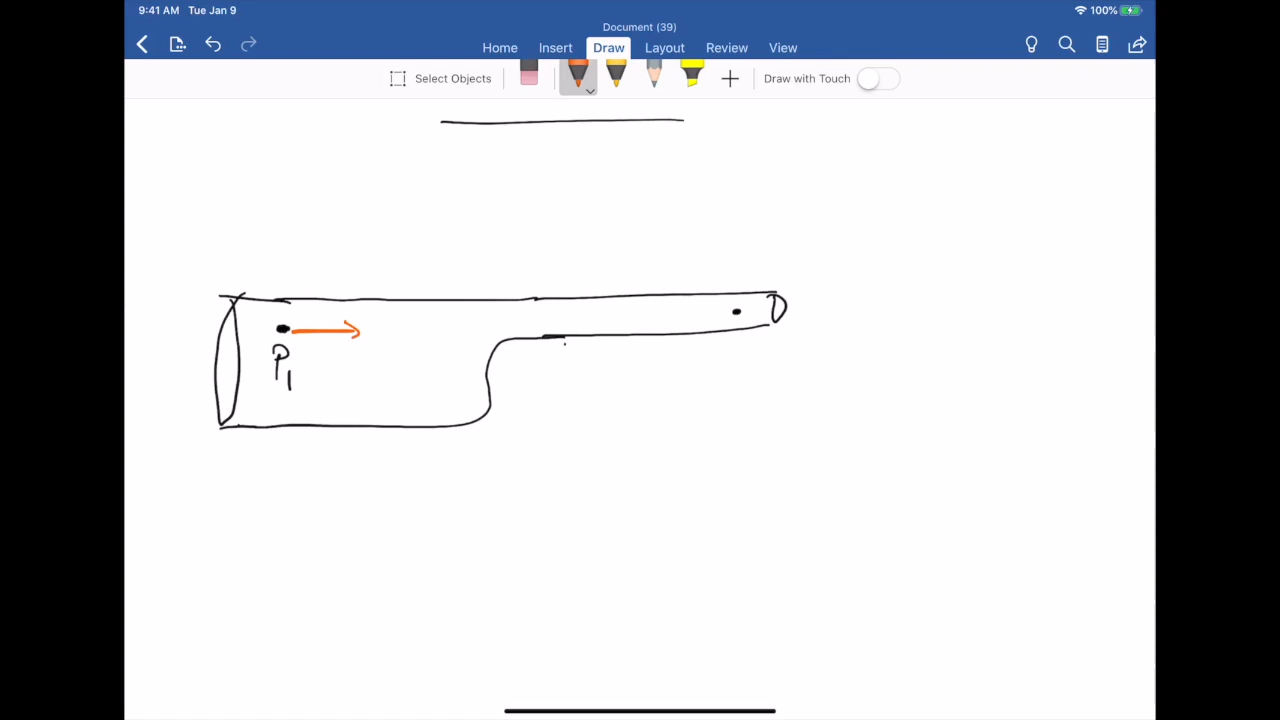 9:41 AM Tue Jan 9
100%
Document (39)
Home Insert Draw Layout Review View
Select Objects
Draw with Touch
P1